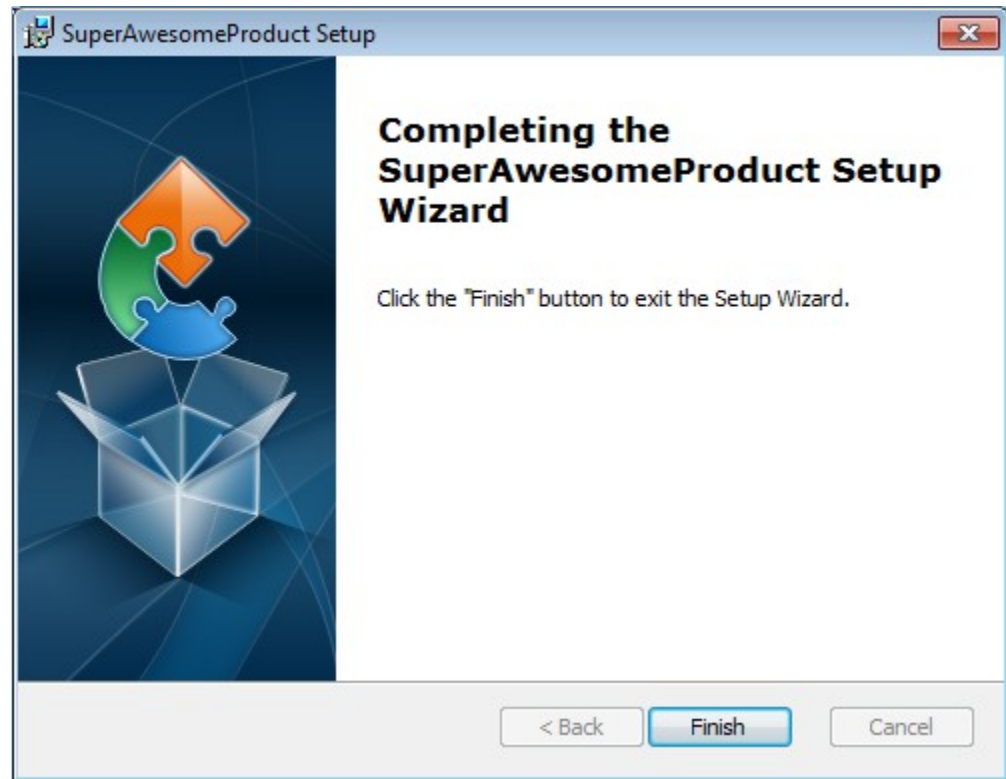 SuperAwesomeProduct Setup
Completing the
SuperAwesomeProduct Setup
Wizard
Click the "Finish" button to exit the Setup Wizard.
< Back Finish Cancel